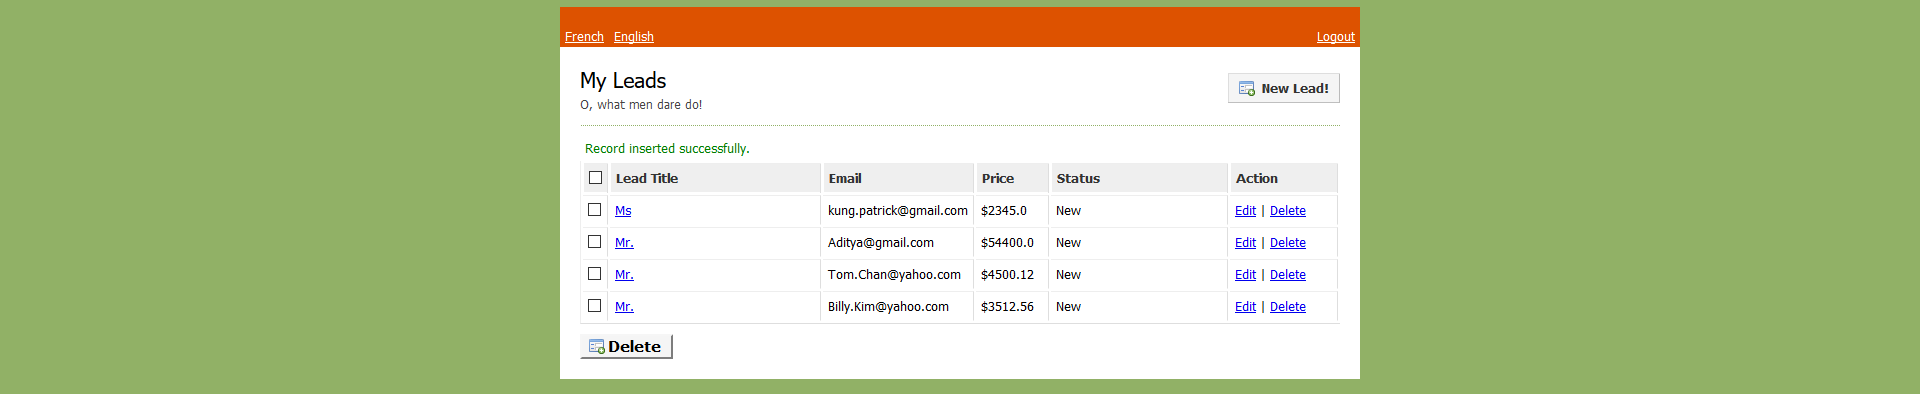 French English Logout
My Leads
New Lead!
O, what men dare do!
Record inserted successfully.
Lead Title Email Price Status Action
Ms kung.patrick@gmail.com $2345.0 New Edit | Delete
Mr. Aditya@gmail.com $54400.0 New Edit | Delete
Mr. Tom.Chan@yahoo.com $4500.12 New Edit | Delete
Mr. Billy.Kim@yahoo.com $3512.56 New Edit | Delete
Delete